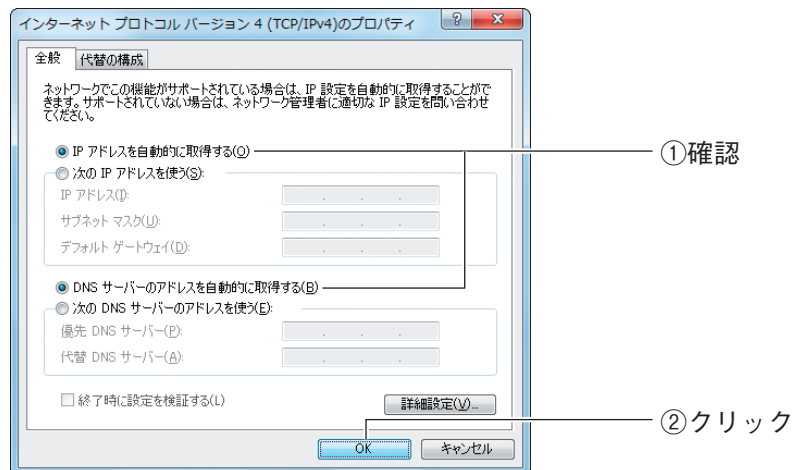 インターネット プロトコル バージョン 4 (TCP/IPv4)のプロパティ
全般 代替の構成
ネットワークでこの機能がサポートされている場合は、IP 設定を自動的に取得することがで
きます。サポートされていない場合は、ネットワーク管理者に適切な IP 設定を問い合わせ
てください。
IP アドレスを自動的に取得する(O)
①確認
次の IP アドレスを使う(S):
IP アドレス(I):
サブネット マスク(U):
デフォルト ゲートウェイ(D):
DNS サーバーのアドレスを自動的に取得する(B)
次の DNS サーバーのアドレスを使う(E):
優先 DNS サーバー(P):
代替 DNS サーバー(A):
終了時に設定を検証する(L)
詳細設定(V)...
②クリック
OK キャンセル